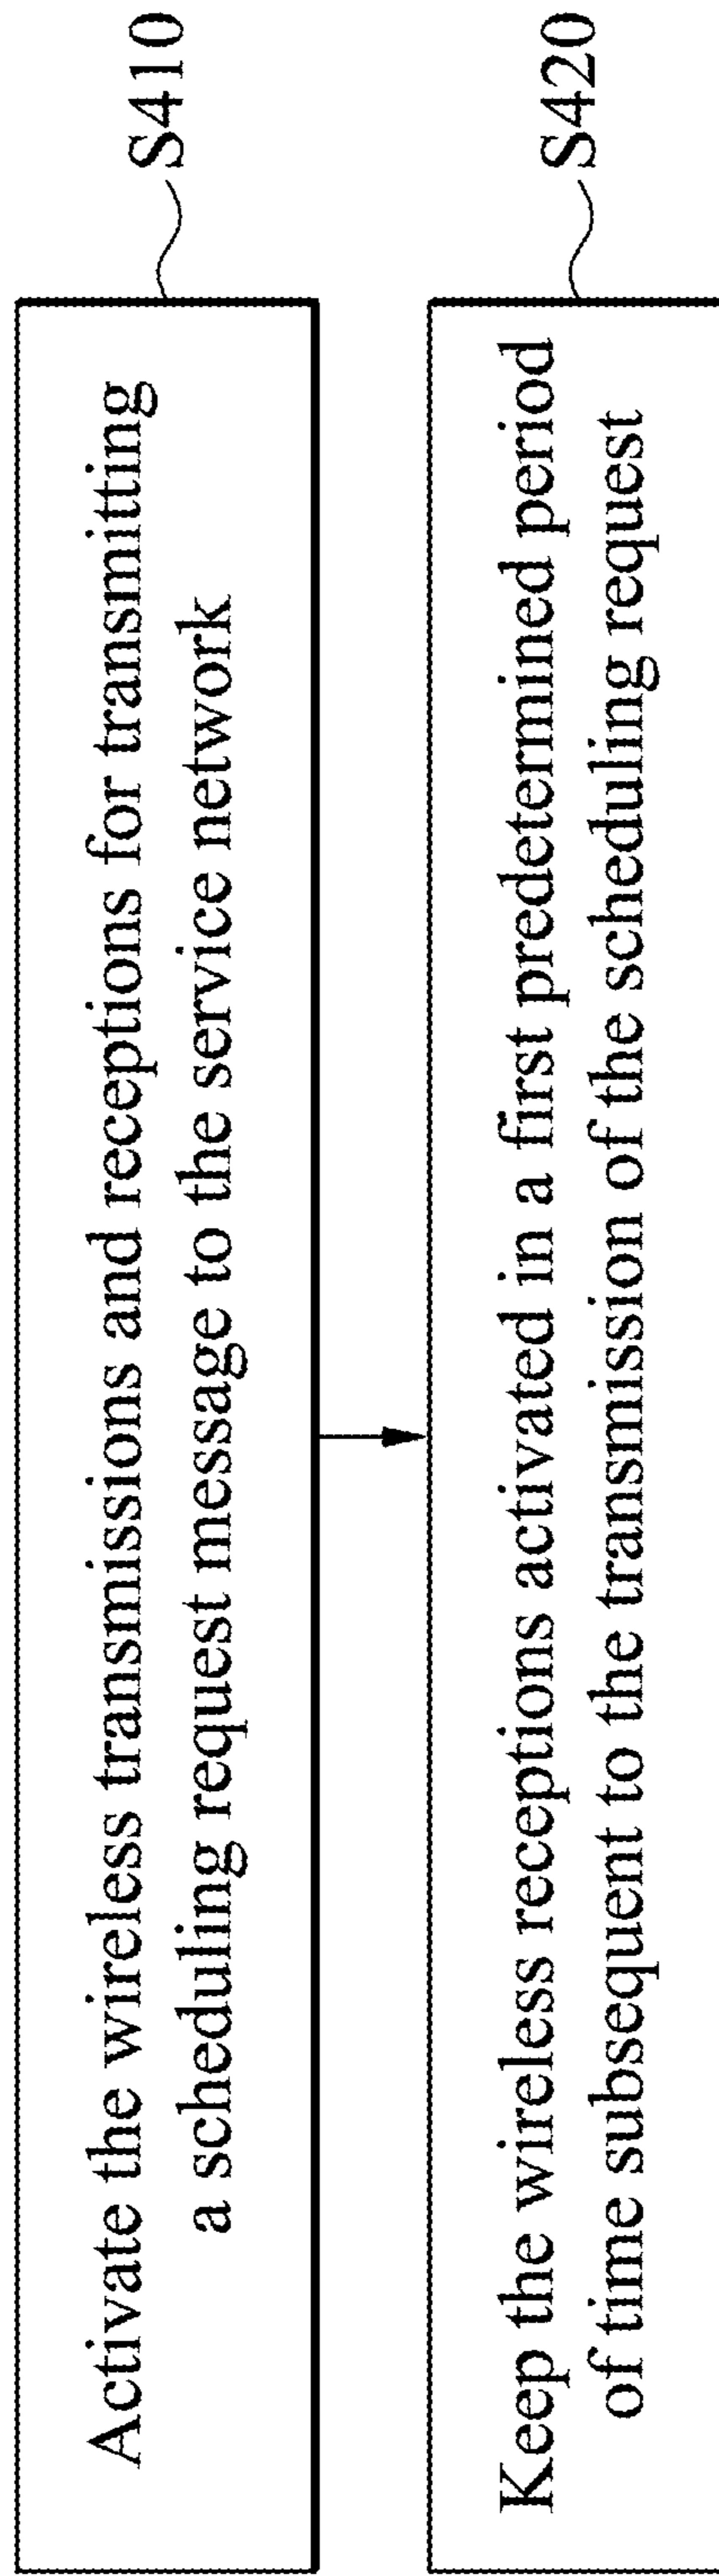 Activate the wireless transmissions and receptions for transmitting
a scheduling request message to the service network
S410
Keep the wireless receptions activated in a first predetermined period
of time subsequent to the transmission of the scheduling request
S420